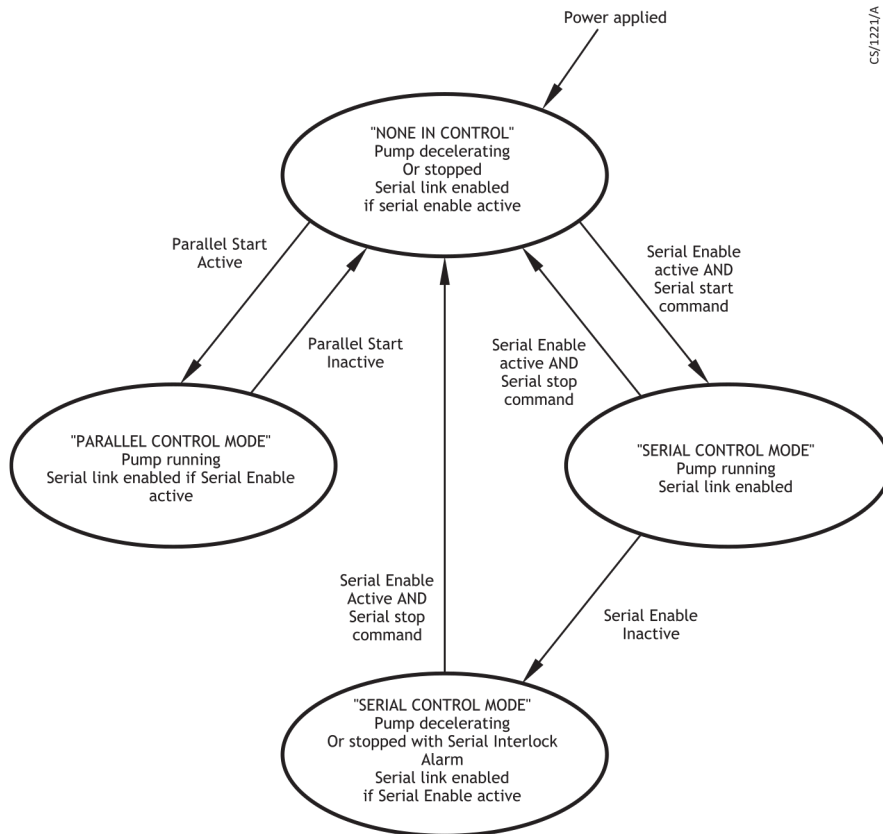 Power applied
CS/1221/A
"NONE IN CONTROL"
Pump decelerating
Or stopped
Serial link enabled
if serial enable active
Parallel Start
Active
Serial Enable
active AND
Serial start
command
Parallel Start
Inactive
Serial Enable
active AND
Serial stop
command
"PARALLEL CONTROL MODE"
Pump running
Serial link enabled if Serial Enable
active
"SERIAL CONTROL MODE"
Pump running
Serial link enabled
Serial Enable
Active AND
Serial stop
command
Serial Enable
Inactive
"SERIAL CONTROL MODE"
Pump decelerating
Or stopped with Serial Interlock
Alarm
Serial link enabled
if Serial Enable active